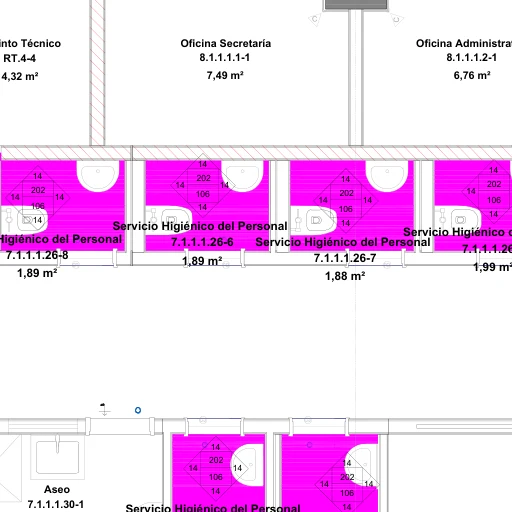 into Técnico
RT.4-4
4,32 m²
Oficina Secretaría
8.1.1.1.1-1
7,49 m²
Oficina Administrat
8.1.1.1.2-1
6,76 m²
14
202
14 14
106
14
Higiénico del Personal
7.1.1.1.26-8
1,89 m²
14
202
14 14
106
14
Servicio Higiénico del Personal
7.1.1.1.26-6
1,89 m²
14
202
14 14
106
14
Servicio Higiénico del Personal
7.1.1.1.26-7
1,88 m²
14
202
14 14
106
14
Servicio Higiénico d
7.1.1.1.26
1,99 m²
Aseo
7.1.1.1.30-1
14
202
14 14
106
14
Servicio Higiénico del Personal
14
202
14 14
106
14